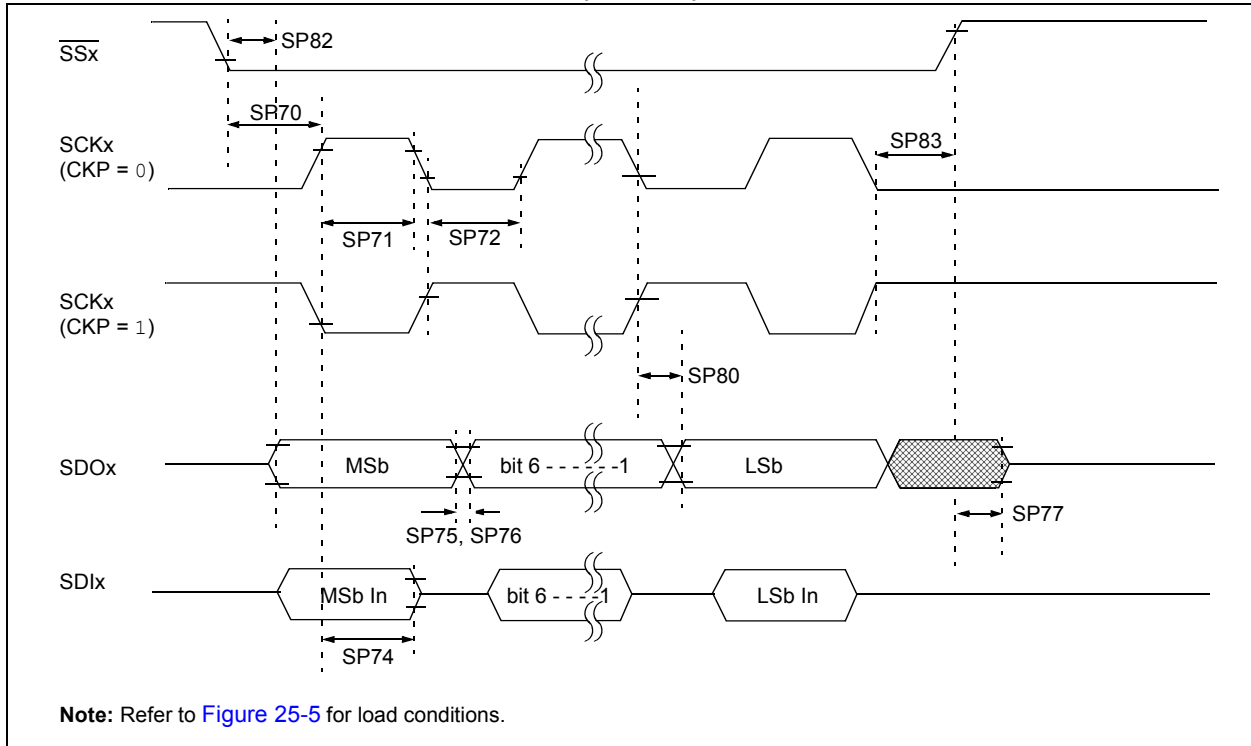 SSx
SP82
SP70
SCKx
(CKP = 0)
SP83
SP71
SP72
SCKx
(CKP = 1)
SP80
SDOx
MSb
bit 6 - - - - - -1
LSb
SP75, SP76
SP77
SDIx
MSb In
bit 6 - - - -1
LSb In
SP74
Note: Refer to Figure 25-5 for load conditions.